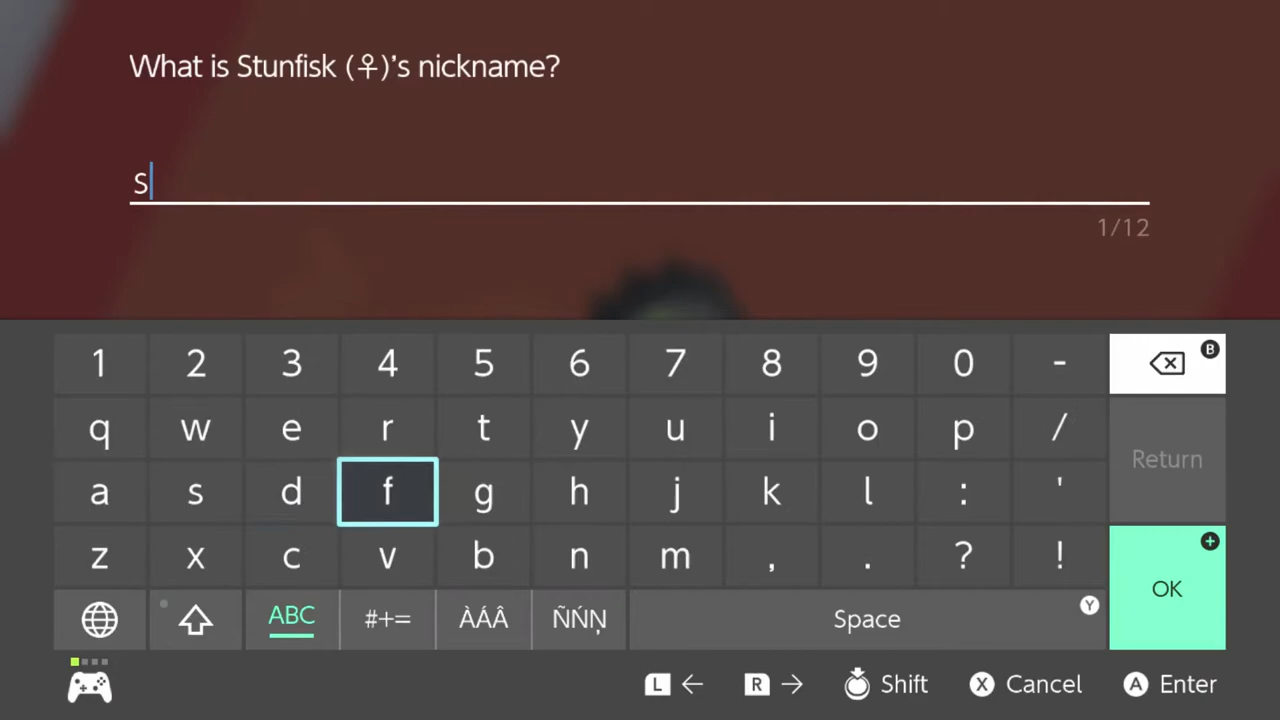 What is Stunfisk (♀)'s nickname?
S
1/12
1 2 3 4 5 6 7 8 9 0 - B
q w e r t y u i o p / Return
a s d f g h j k l : '
z x c v b n m , . ? ! + OK
ABC #+= ÀÁÂ ÑŃŅ Space Y
L ← R → Shift X Cancel A Enter